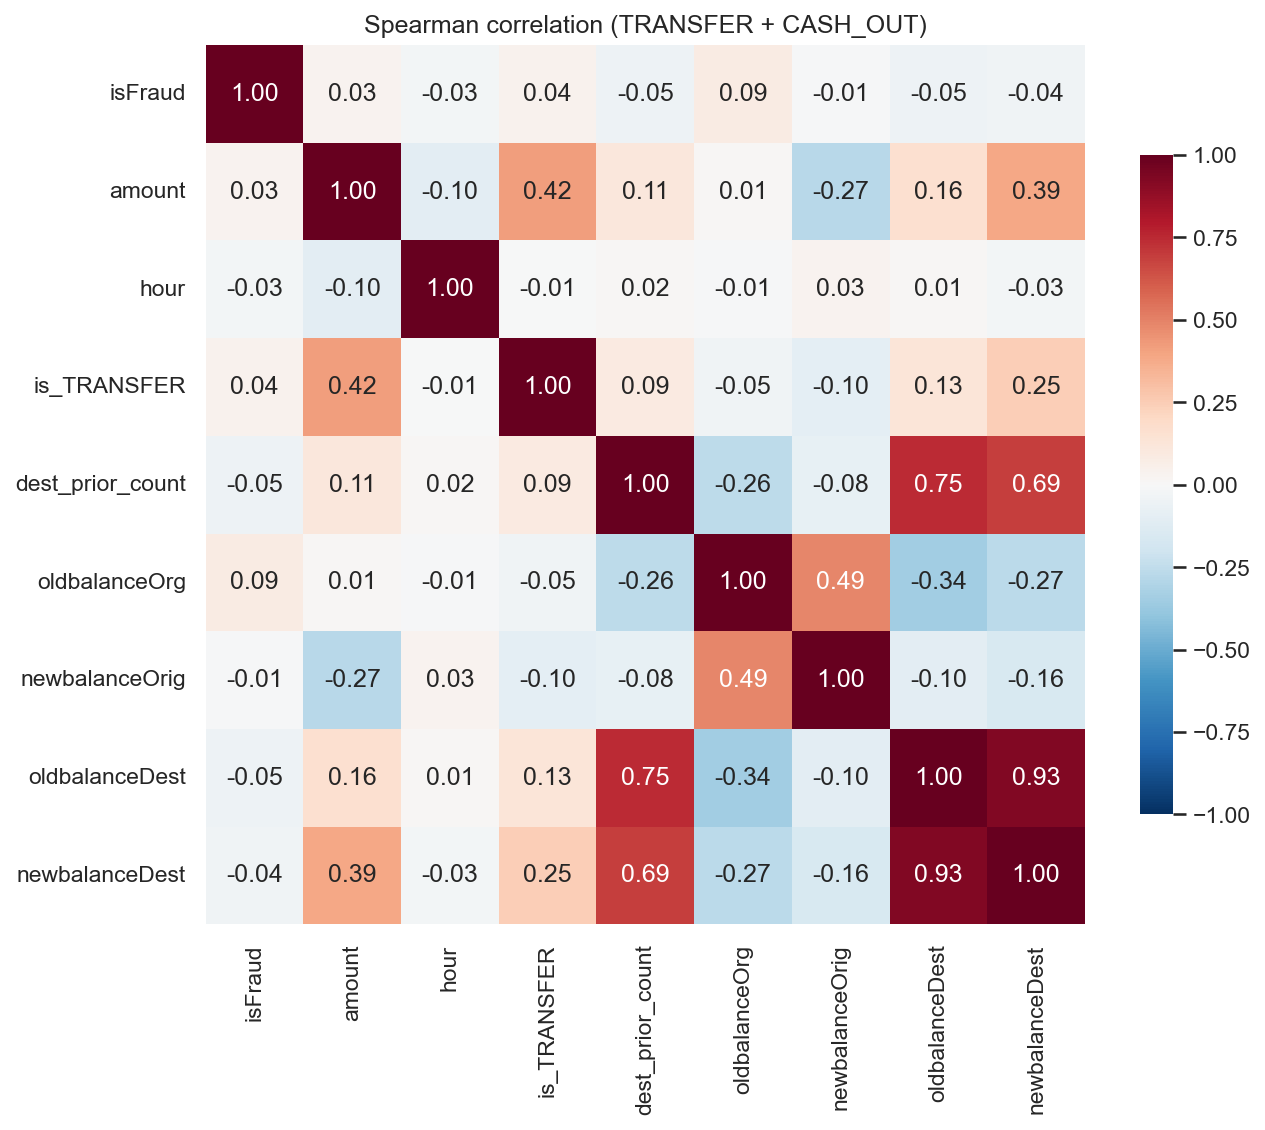 Spearman correlation (TRANSFER + CASH_OUT)
isFraud 1.00 0.03 -0.03 0.04 -0.05 0.09 -0.01 -0.05 -0.04
amount 0.03 1.00 -0.10 0.42 0.11 0.01 -0.27 0.16 0.39
hour -0.03 -0.10 1.00 -0.01 0.02 -0.01 0.03 0.01 -0.03
is_TRANSFER 0.04 0.42 -0.01 1.00 0.09 -0.05 -0.10 0.13 0.25
dest_prior_count -0.05 0.11 0.02 0.09 1.00 -0.26 -0.08 0.75 0.69
oldbalanceOrg 0.09 0.01 -0.01 -0.05 -0.26 1.00 0.49 -0.34 -0.27
newbalanceOrig -0.01 -0.27 0.03 -0.10 -0.08 0.49 1.00 -0.10 -0.16
oldbalanceDest -0.05 0.16 0.01 0.13 0.75 -0.34 -0.10 1.00 0.93
newbalanceDest -0.04 0.39 -0.03 0.25 0.69 -0.27 -0.16 0.93 1.00
isFraud
amount
hour
is_TRANSFER
dest_prior_count
oldbalanceOrg
newbalanceOrig
oldbalanceDest
newbalanceDest
1.00
0.75
0.50
0.25
0.00
−0.25
−0.50
−0.75
−1.00